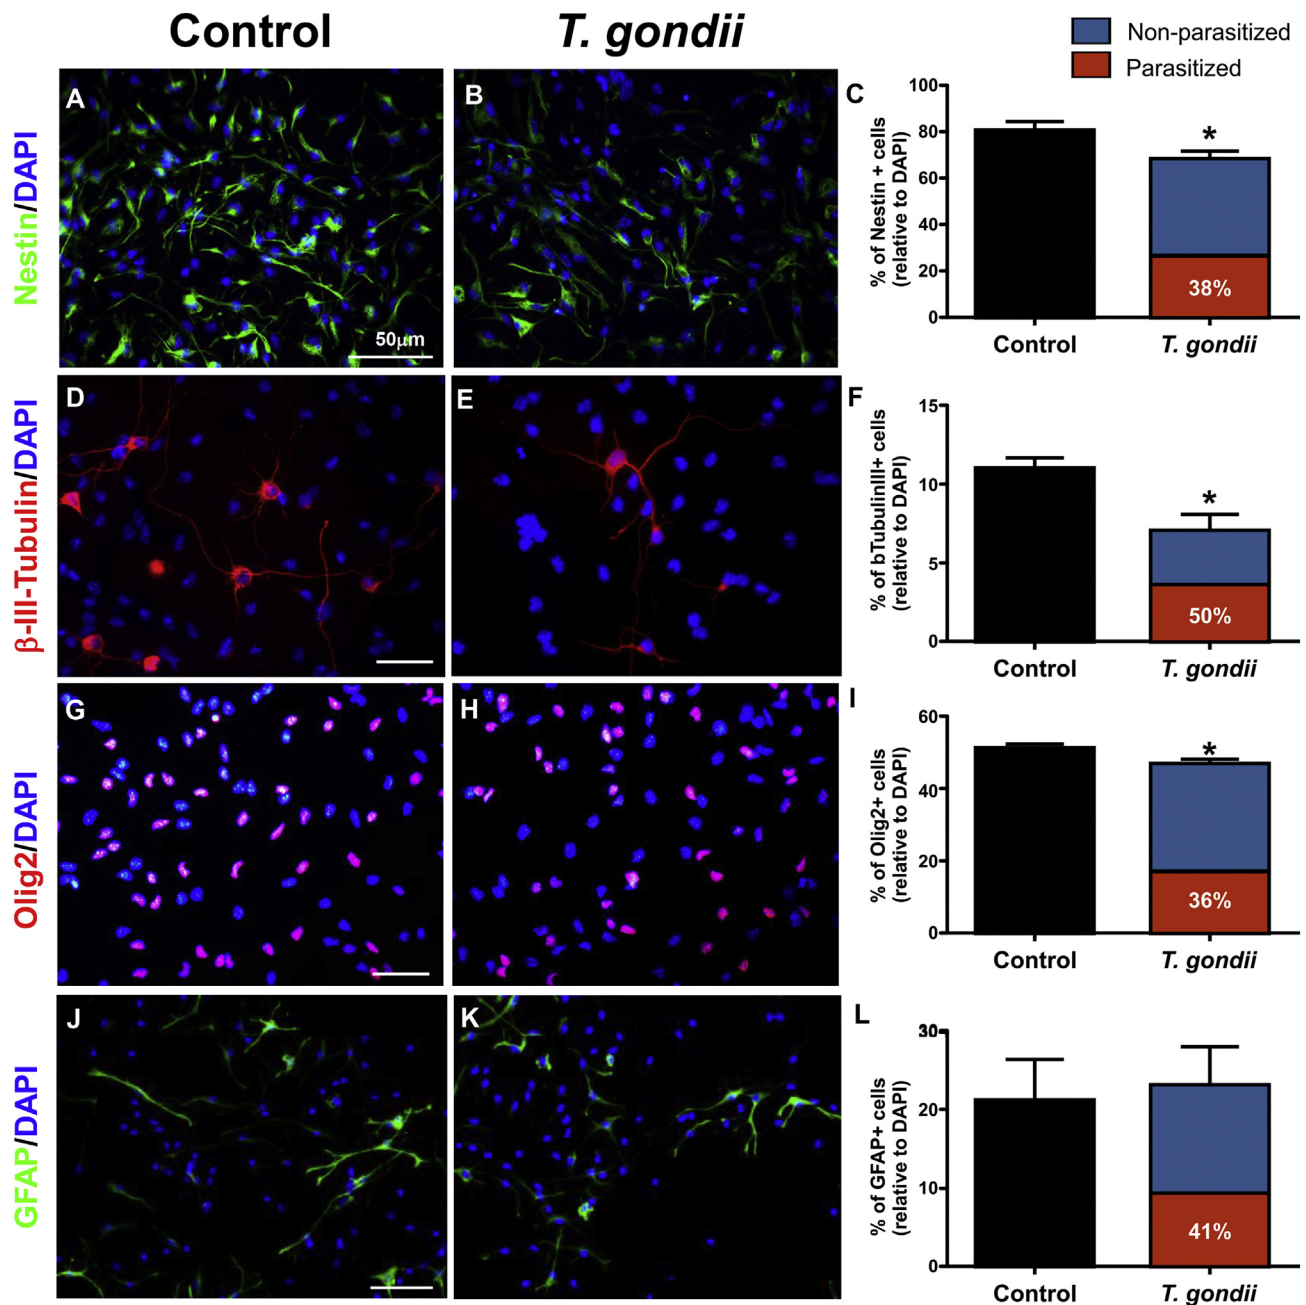 Control
T. gondii
Non-parasitized
Parasitized
Nestin/DAPI
A
50µm
B
C
% of Nestin + cells
(relative to DAPI)
100
80
60
40
20
0
*
38%
Control
T. gondii
β-III-Tubulin/DAPI
D
E
F
% of bTubulinIII+ cells
(relative to DAPI)
15
10
5
0
*
50%
Control
T. gondii
Olig2/DAPI
G
H
I
% of Olig2+ cells
(relative to DAPI)
60
40
20
0
*
36%
Control
T. gondii
GFAP/DAPI
J
K
L
% of GFAP+ cells
(relative to DAPI)
30
20
10
0
41%
Control
T. gondii